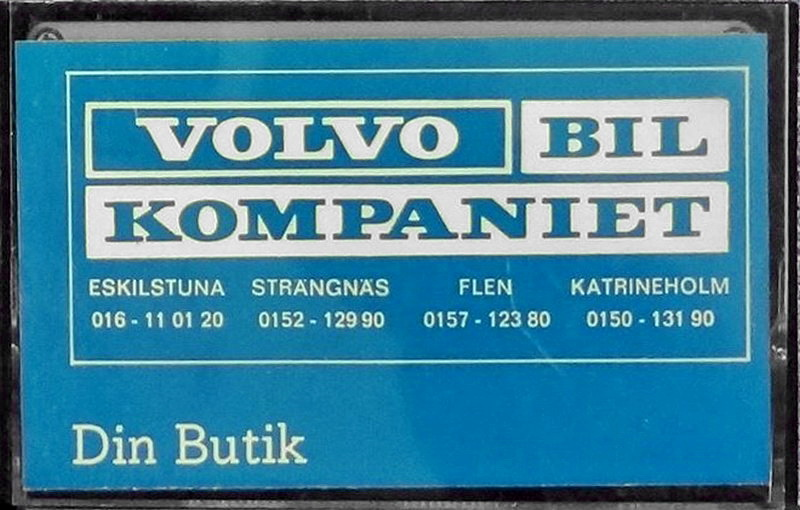 VOLVO BIL
KOMPANIET
ESKILSTUNA STRÄNGNÄS FLEN KATRINEHOLM
016 - 11 01 20 0152 - 129 90 0157 - 123 80 0150 - 131 90
Din Butik